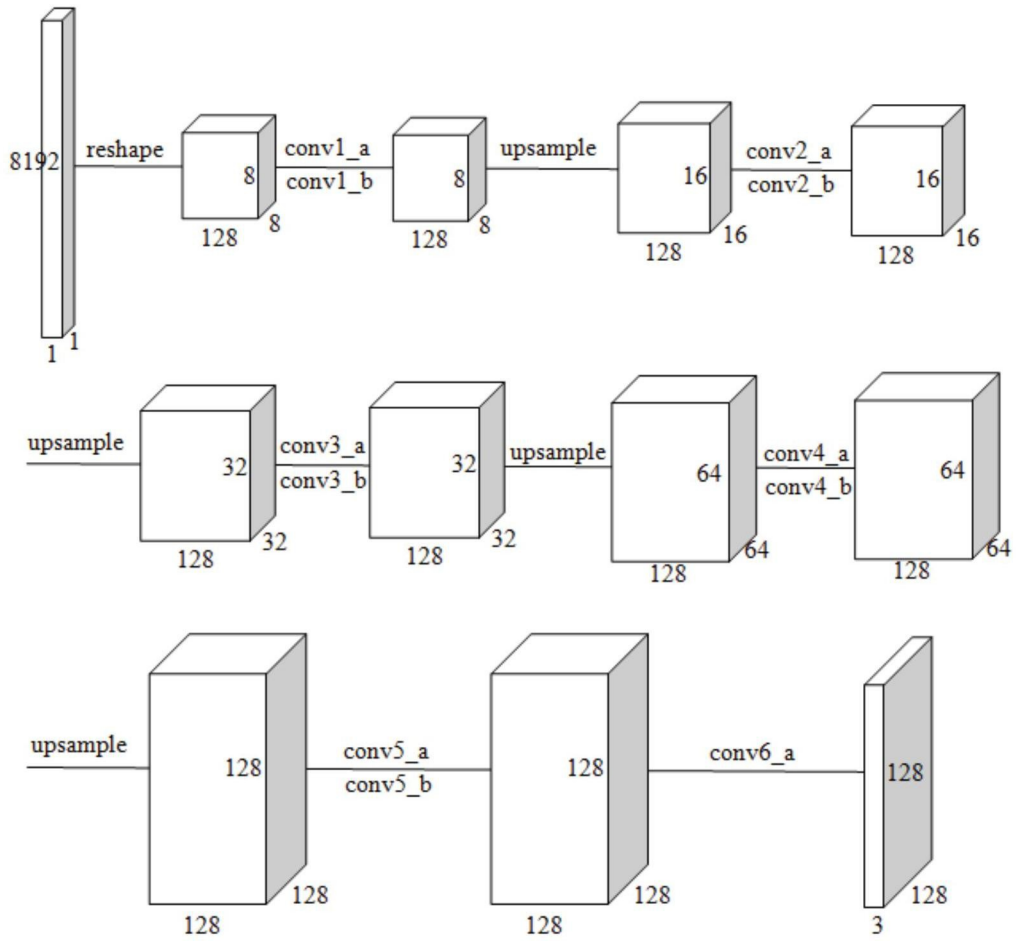 8192
1
1
reshape
8
128
8
conv1_a
conv1_b
8
128
8
upsample
16
128
16
conv2_a
conv2_b
16
128
16
upsample
32
128
32
conv3_a
conv3_b
32
128
32
upsample
64
128
64
conv4_a
conv4_b
64
128
64
upsample
128
128
128
conv5_a
conv5_b
128
128
128
conv6_a
128
3
128